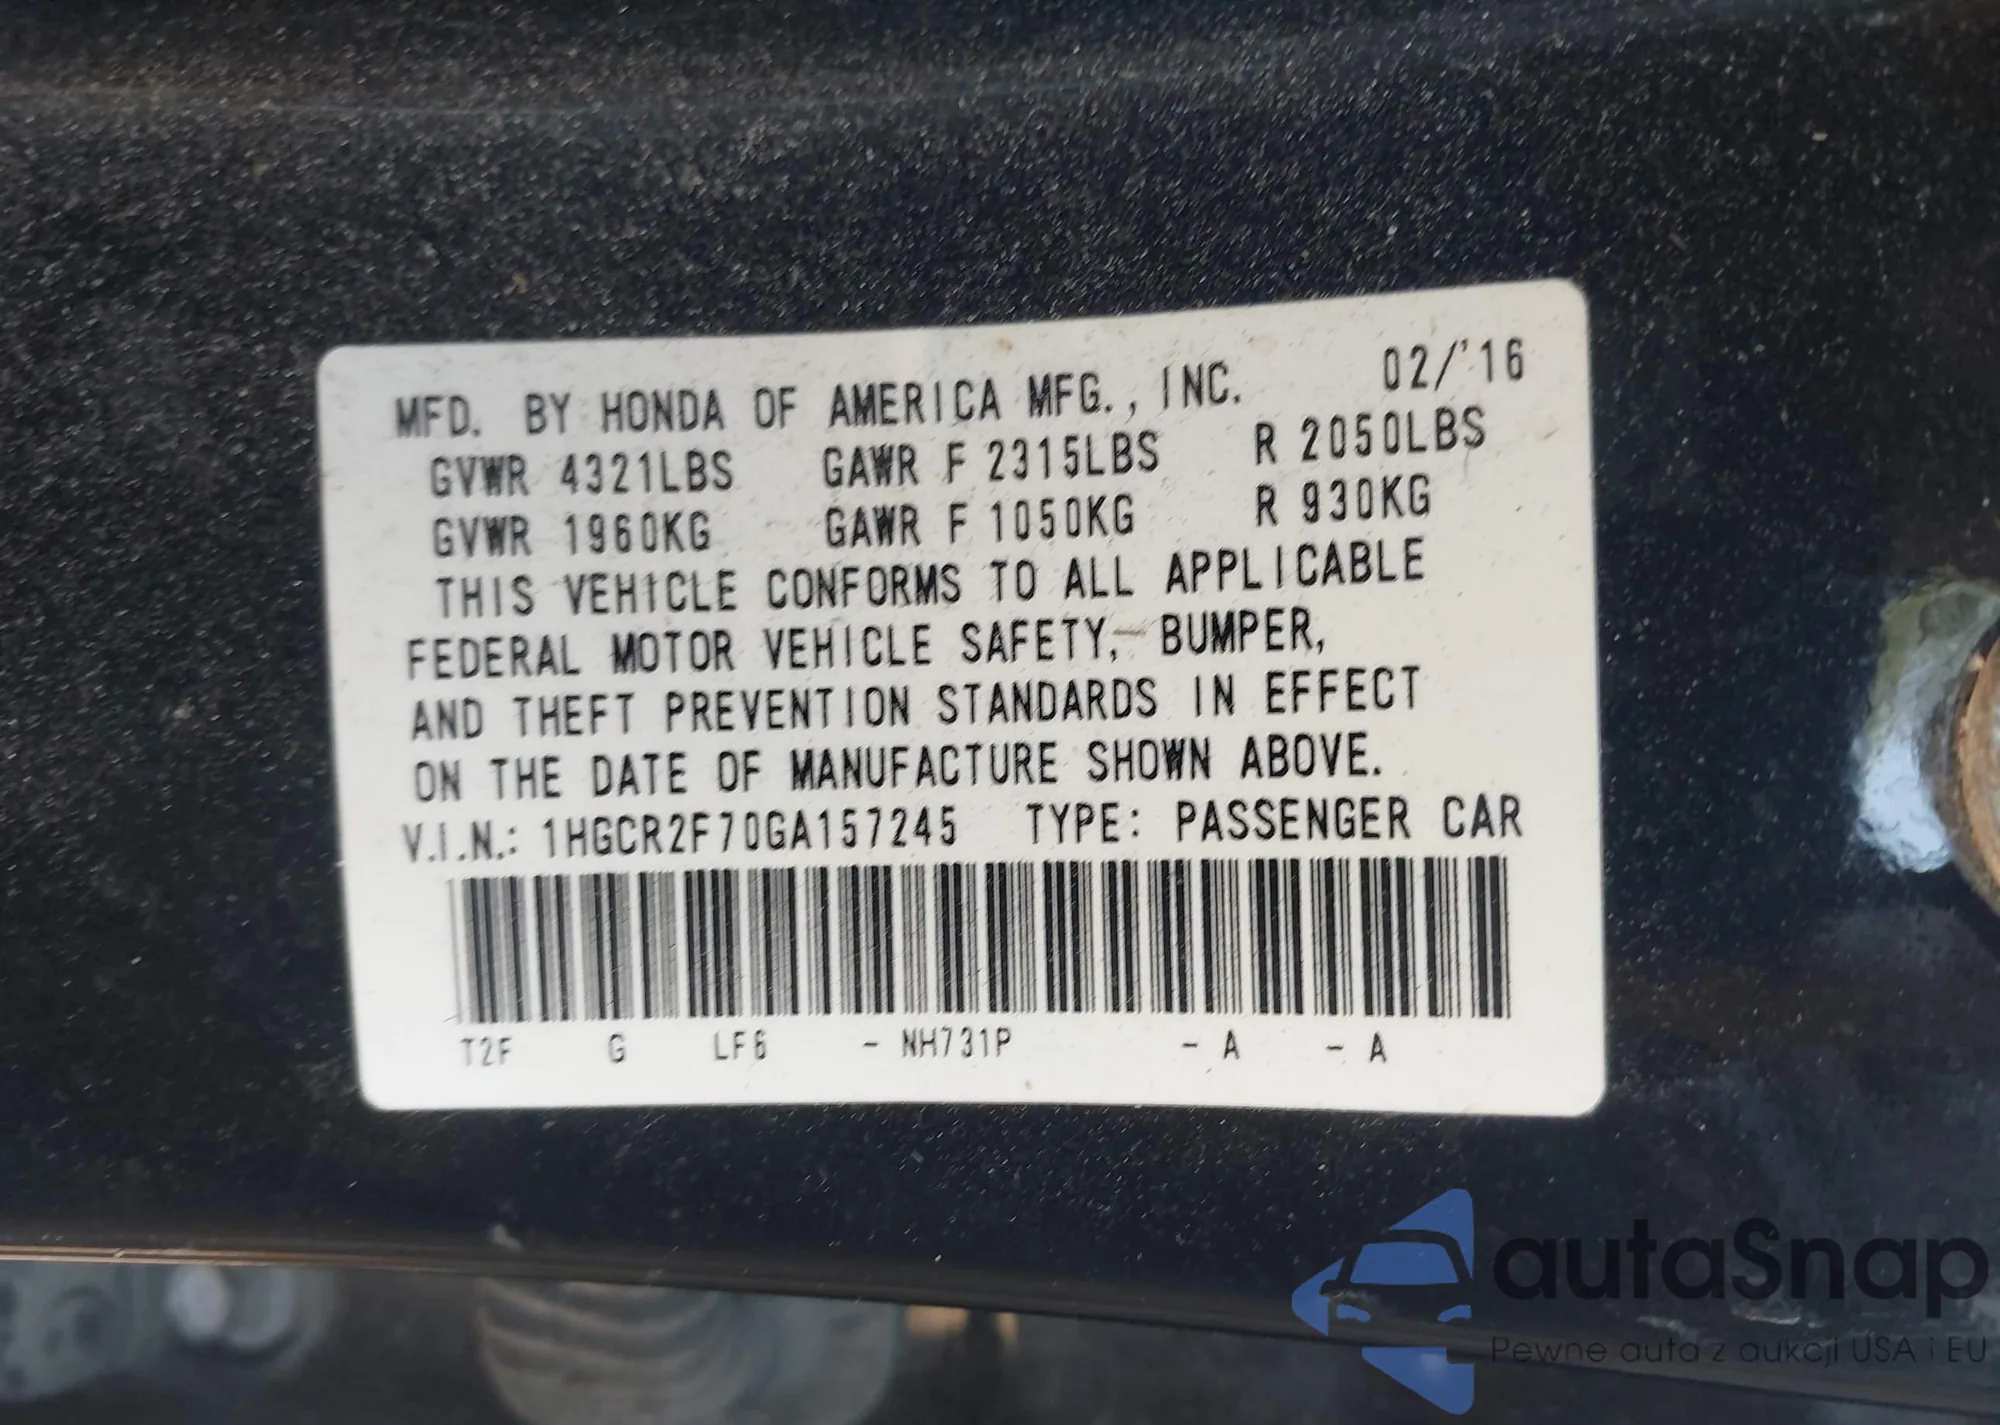 MFD. BY HONDA OF AMERICA MFG., INC. 02/'16
GVWR 4321LBS GAWR F 2315LBS R 2050LBS
GVWR 1960KG GAWR F 1050KG R 930KG
THIS VEHICLE CONFORMS TO ALL APPLICABLE
FEDERAL MOTOR VEHICLE SAFETY, BUMPER,
AND THEFT PREVENTION STANDARDS IN EFFECT
ON THE DATE OF MANUFACTURE SHOWN ABOVE.
V.I.N.: 1HGCR2F70GA157245 TYPE: PASSENGER CAR
T2F G LF6 - NH731P - A - A
autaSnap
Pewne auta z aukcji USA i EU